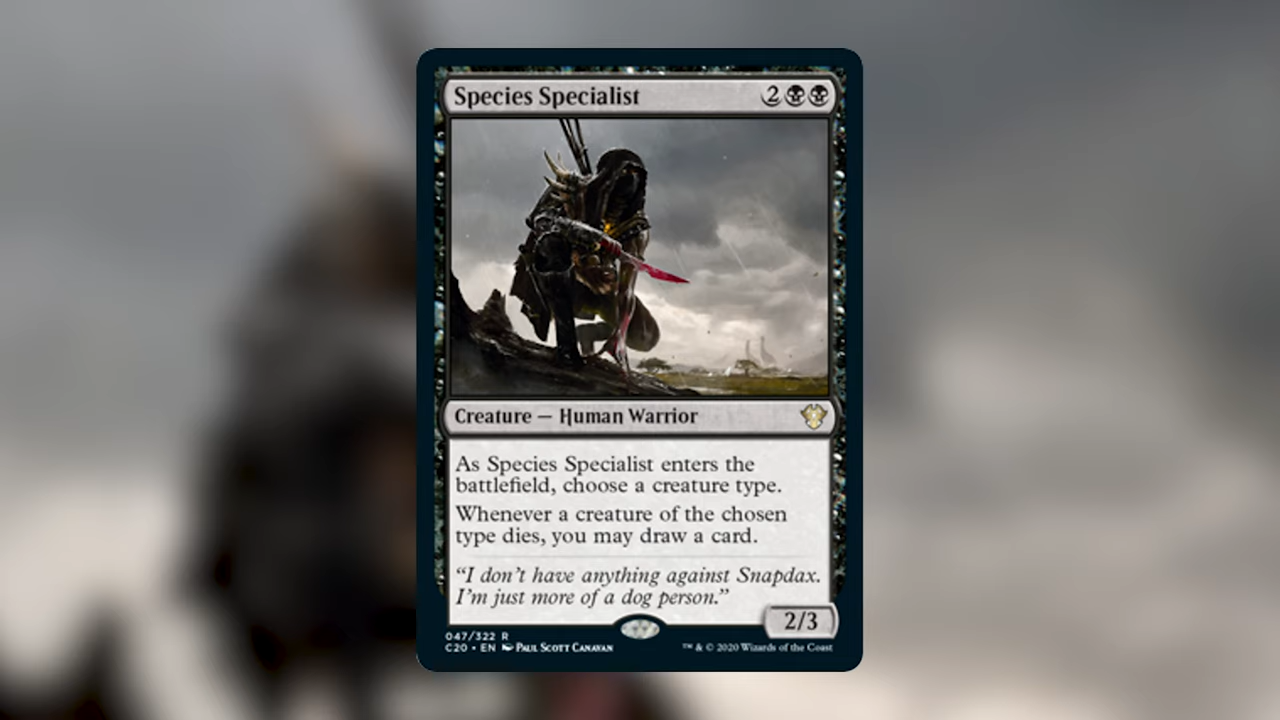 Species Specialist 2
Creature — Human Warrior
As Species Specialist enters the
battlefield, choose a creature type.
Whenever a creature of the chosen
type dies, you may draw a card.
“I don’t have anything against Snapdax.
I’m just more of a dog person.”
2/3
047/322 R
C20 • EN Paul Scott Canavan
™ & © 2020 Wizards of the Coast